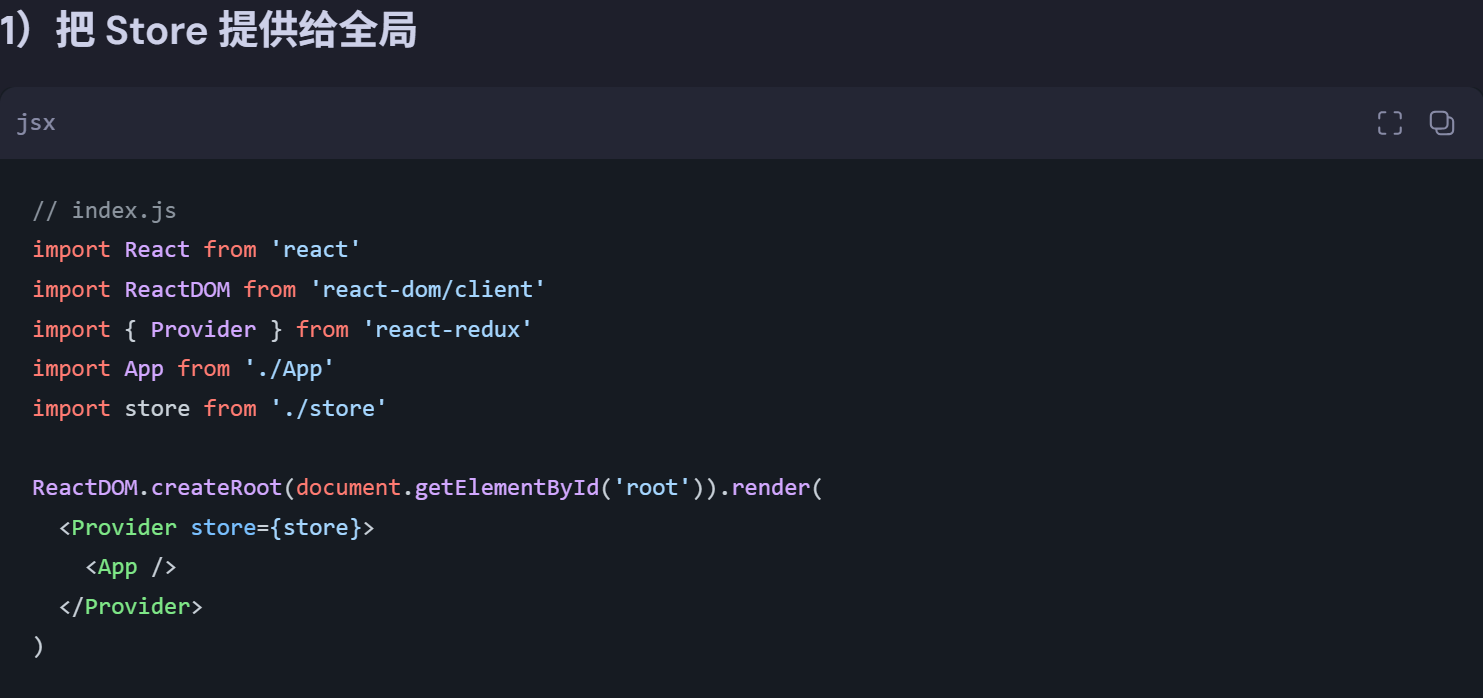 1）把 Store 提供给全局
jsx
// index.js
import React from 'react'
import ReactDOM from 'react-dom/client'
import { Provider } from 'react-redux'
import App from './App'
import store from './store'

ReactDOM.createRoot(document.getElementById('root')).render(
  <Provider store={store}>
    <App />
  </Provider>
)